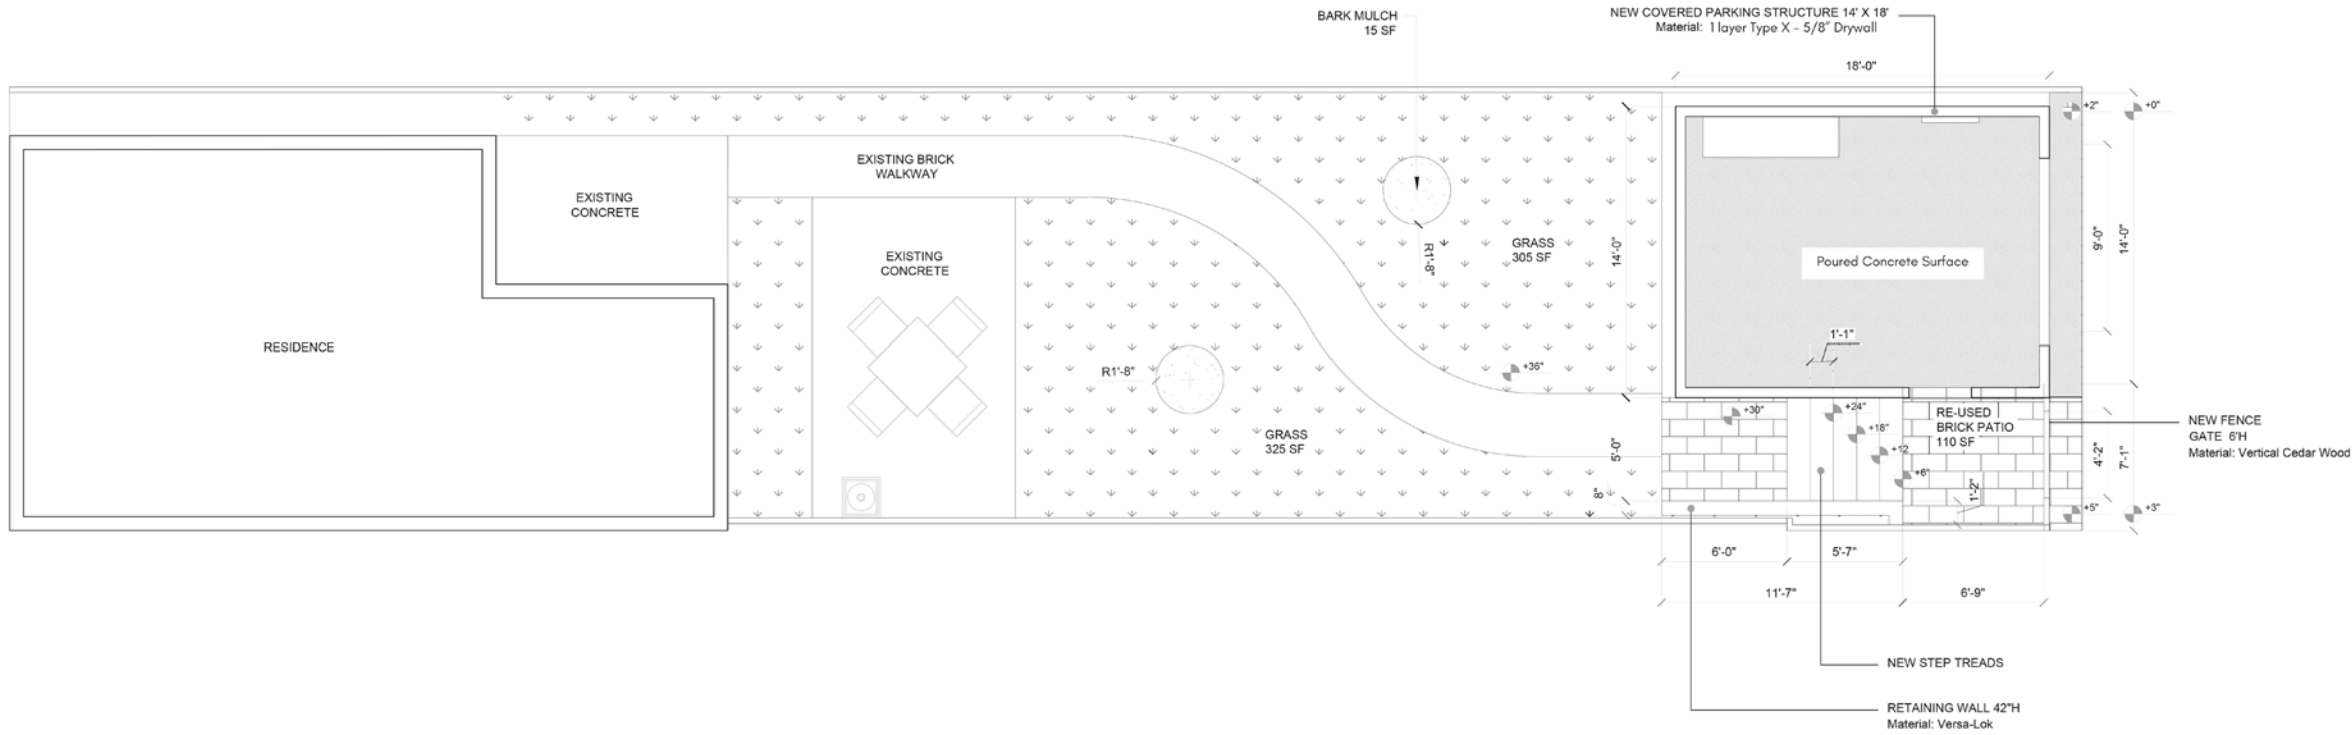 BARK MULCH
15 SF
NEW COVERED PARKING STRUCTURE 14' X 18'
Material: 1 layer Type X - 5/8" Drywall
18'-0"
+2"
+0"
EXISTING BRICK
WALKWAY
EXISTING
CONCRETE
EXISTING
CONCRETE
R1'-8"
GRASS
305 SF
14'-0"
Poured Concrete Surface
9'-0"
14'-0"
RESIDENCE
1'-1"
R1'-8"
+36"
+30"
+24"
+18"
+12
+6"
RE-USED
BRICK PATIO
110 SF
NEW FENCE
GATE 6'H
Material: Vertical Cedar Wood
GRASS
325 SF
5'-0"
4'-2"
7'-1"
8"
1'-2"
+5"
+3"
6'-0"
5'-7"
11'-7"
6'-9"
NEW STEP TREADS
RETAINING WALL 42"H
Material: Versa-Lok